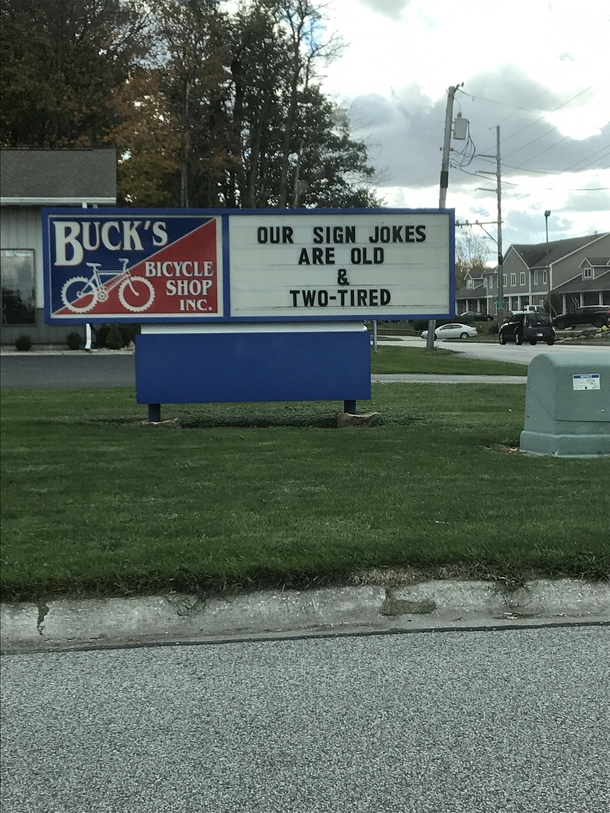 BUCK'S
BICYCLE
SHOP
INC.
OUR SIGN JOKES
ARE OLD
&
TWO-TIRED